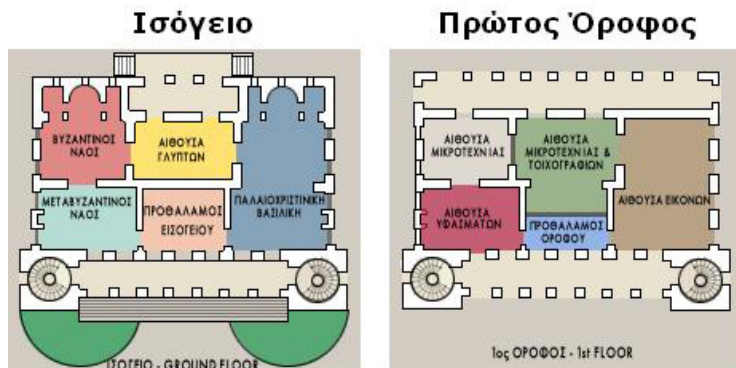 Ισόγειο
Πρώτος Όροφος
ΒΥΖΑΝΤΙΝΟΣ
ΝΑΟΣ
ΑΙΘΟΥΣΑ
ΓΛΥΠΤΩΝ
ΜΕΤΑΒΥΖΑΝΤΙΝΟΣ
ΝΑΟΣ
ΠΡΟΘΑΛΑΜΟΣ
ΕΙΣΟΓΕΙΟΥ
ΠΑΛΑΙΟΧΡΙΣΤΙΝΙΚΗ
ΒΑΣΙΛΙΚΗ
ΙΣΟΓΕΙΟ - GROUND FLOOR
ΑΙΘΟΥΣΑ
ΜΙΚΡΟΤΕΧΝΙΑΣ
ΑΙΘΟΥΣΑ
ΜΙΚΡΟΤΕΧΝΙΑΣ &
ΤΟΙΧΟΓΡΑΦΙΩΝ
ΑΙΘΟΥΣΑ ΕΙΚΟΝΩΝ
ΑΙΘΟΥΣΑ
ΥΦΑΣΜΑΤΩΝ
ΠΡΟΘΑΛΑΜΟΣ
ΟΡΟΦΟΥ
1ος ΟΡΟΦΟΣ - 1st FLOOR